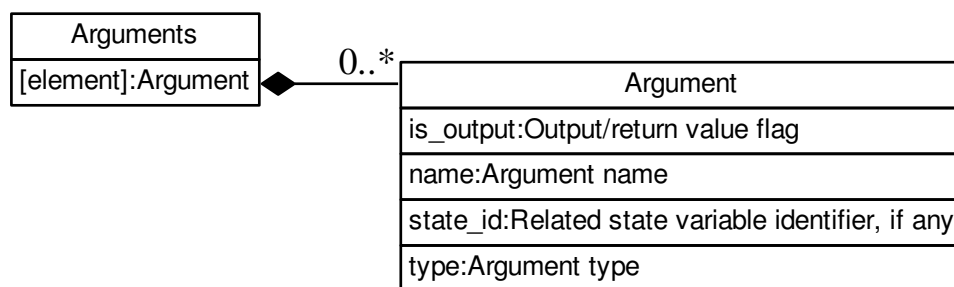 Arguments
[element]:Argument
0..*
Argument
is_output:Output/return value flag
name:Argument name
state_id:Related state variable identifier, if any
type:Argument type